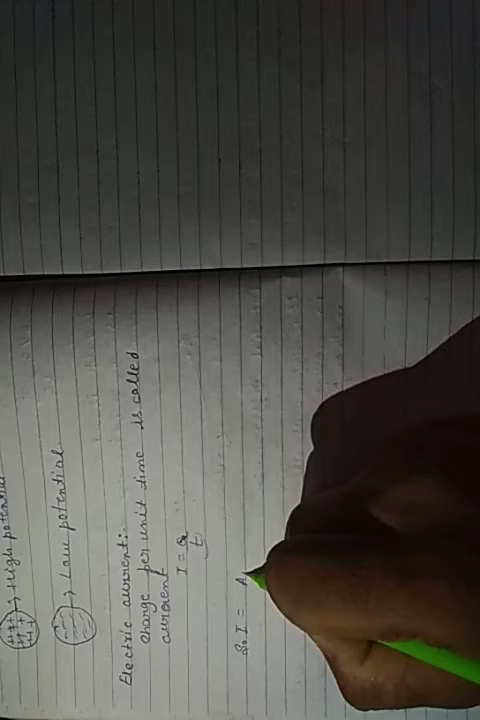 +++ → High potential
--- → Low potential
Electric current:
Charge per unit time is called
current
I = Q/t
I = A